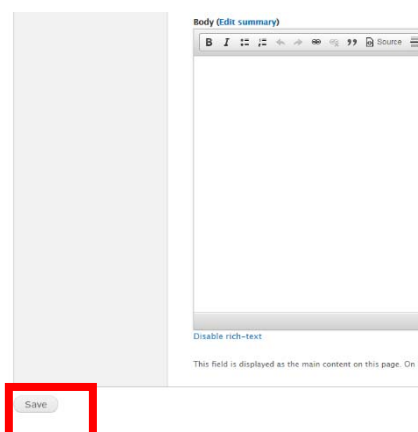 Body (Edit summary)
B I Source
Disable rich-text
This field is displayed as the main content on this page. On
Save